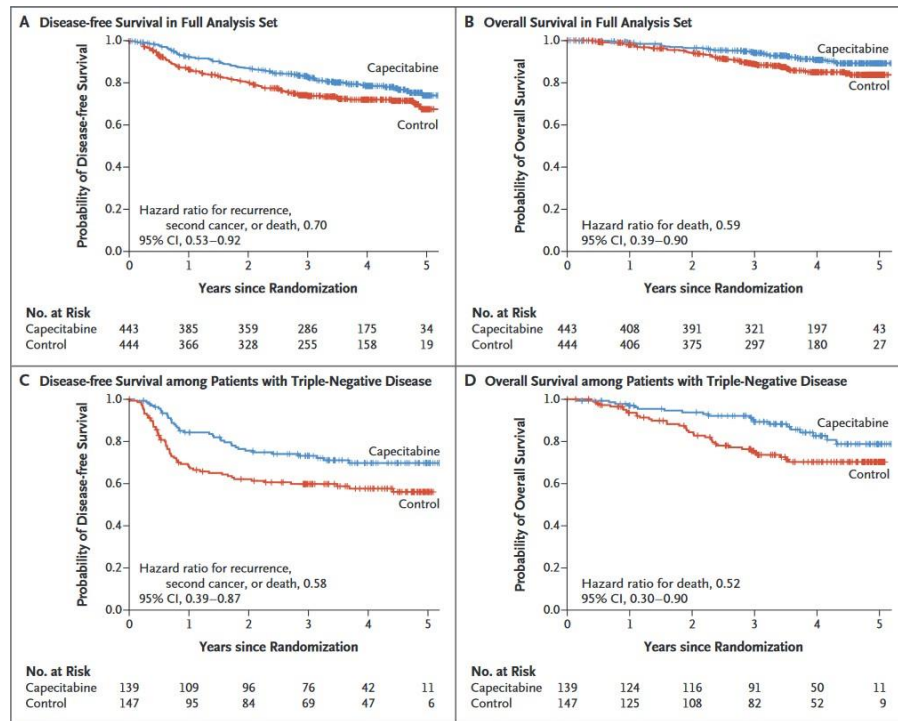 A Disease-free Survival in Full Analysis Set
Probability of Disease-free Survival
1.0
0.8
0.6
0.4
0.2
0.0
Capecitabine
Control
Hazard ratio for recurrence,
second cancer, or death, 0.70
95% CI, 0.53–0.92
0 1 2 3 4 5
Years since Randomization
No. at Risk
Capecitabine 443 385 359 286 175 34
Control 444 366 328 255 158 19
B Overall Survival in Full Analysis Set
Probability of Overall Survival
1.0
0.8
0.6
0.4
0.2
0.0
Capecitabine
Control
Hazard ratio for death, 0.59
95% CI, 0.39–0.90
0 1 2 3 4 5
Years since Randomization
No. at Risk
Capecitabine 443 408 391 321 197 43
Control 444 406 375 297 180 27
C Disease-free Survival among Patients with Triple-Negative Disease
Probability of Disease-free Survival
1.0
0.8
0.6
0.4
0.2
0.0
Capecitabine
Control
Hazard ratio for recurrence,
second cancer, or death, 0.58
95% CI, 0.39–0.87
0 1 2 3 4 5
Years since Randomization
No. at Risk
Capecitabine 139 109 96 76 42 11
Control 147 95 84 69 47 6
D Overall Survival among Patients with Triple-Negative Disease
Probability of Overall Survival
1.0
0.8
0.6
0.4
0.2
0.0
Capecitabine
Control
Hazard ratio for death, 0.52
95% CI, 0.30–0.90
0 1 2 3 4 5
Years since Randomization
No. at Risk
Capecitabine 139 124 116 91 50 11
Control 147 125 108 82 52 9